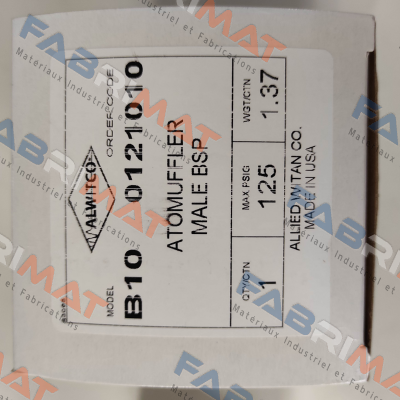 ALWITCO
MODEL
ORDER CODE
B10 0121010
ATOMUFFLER
MALE BSP
QTY/CTN
1
MAX.PSIG
125
WGT/CTN
1.37
ALLIED WITAN CO.
MADE IN USA
FABRIMAT
Materiaux Industriels et Fabrications